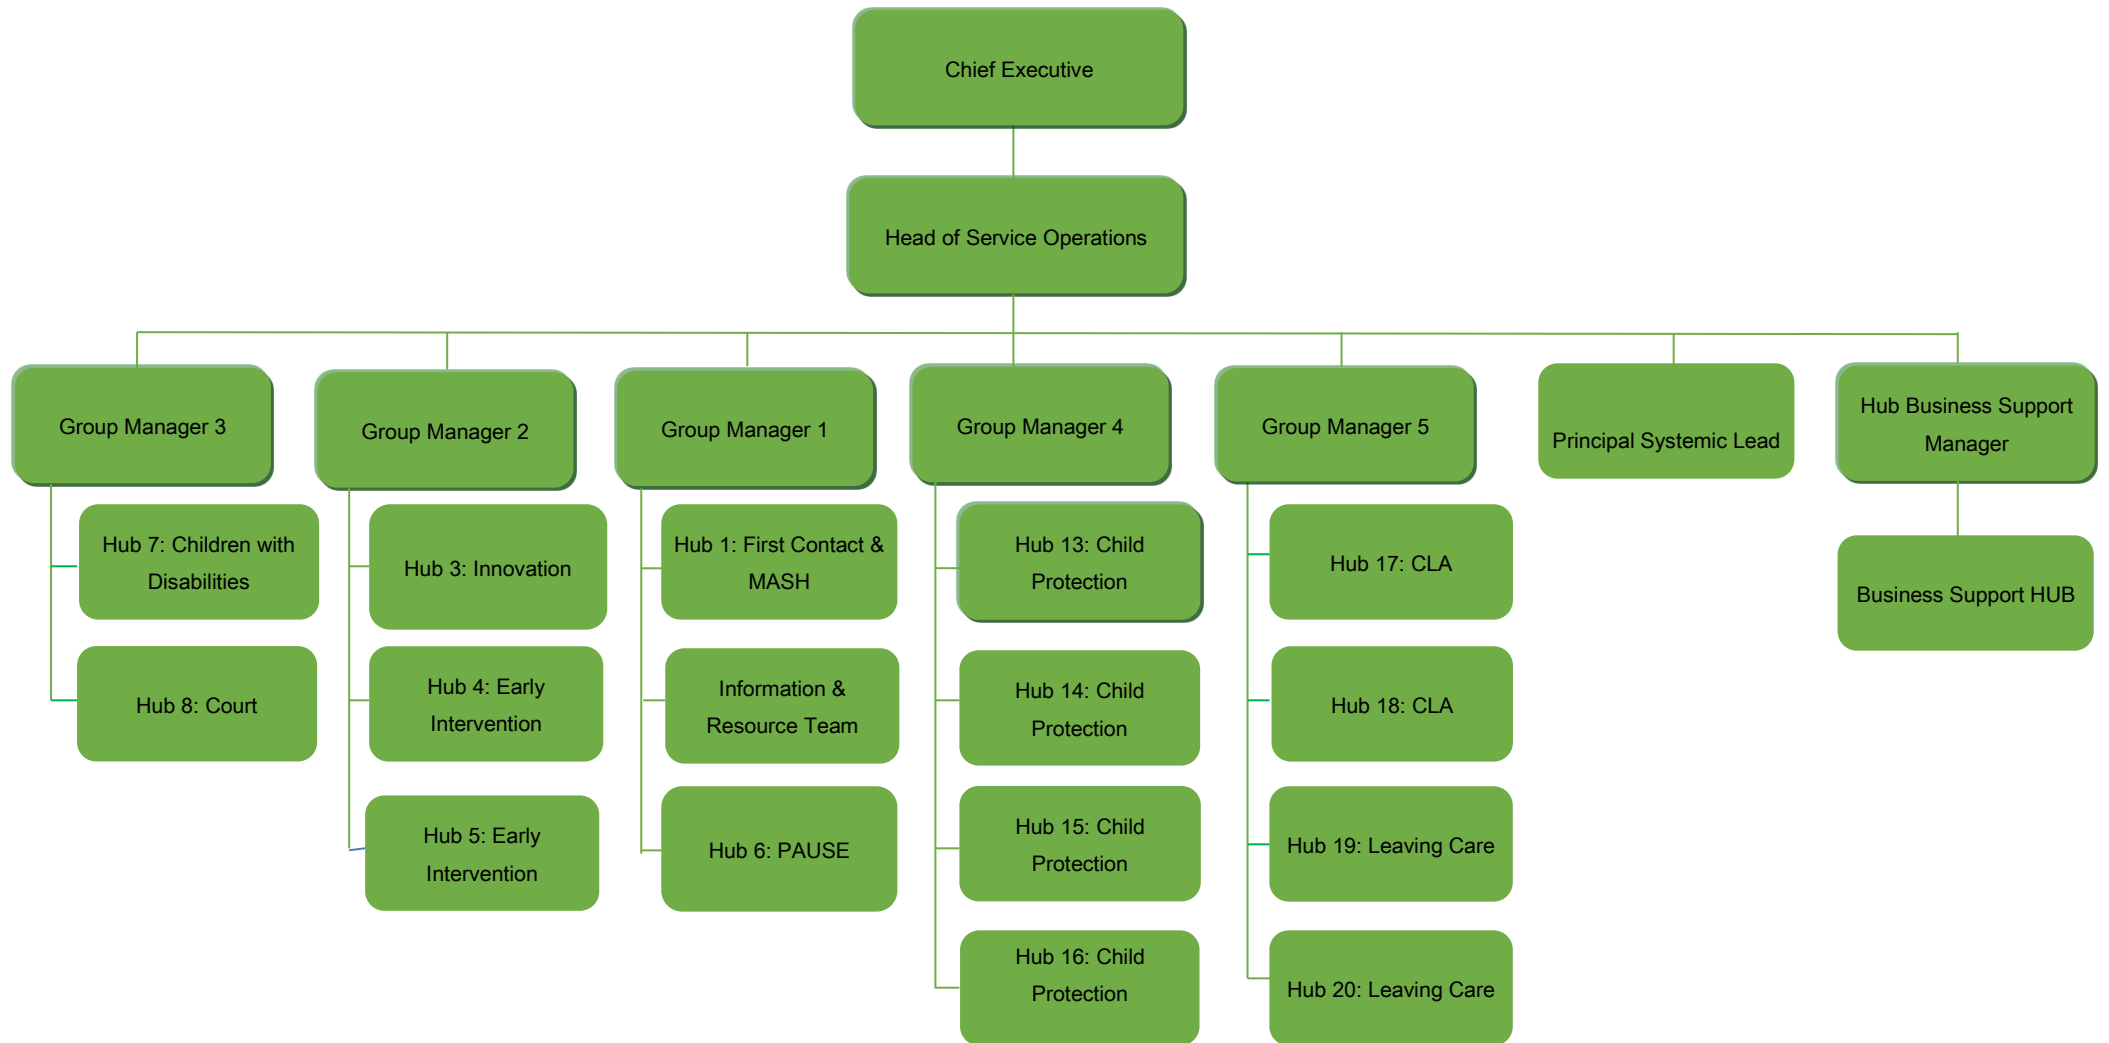 Chief Executive
Head of Service Operations
Group Manager 3
Group Manager 2
Group Manager 1
Group Manager 4
Group Manager 5
Principal Systemic Lead
Hub Business Support
Manager
Hub 7: Children with
Disabilities
Hub 8: Court
Hub 3: Innovation
Hub 4: Early
Intervention
Hub 5: Early
Intervention
Hub 1: First Contact &
MASH
Information &
Resource Team
Hub 6: PAUSE
Hub 13: Child
Protection
Hub 14: Child
Protection
Hub 15: Child
Protection
Hub 16: Child
Protection
Hub 17: CLA
Hub 18: CLA
Hub 19: Leaving Care
Hub 20: Leaving Care
Business Support HUB